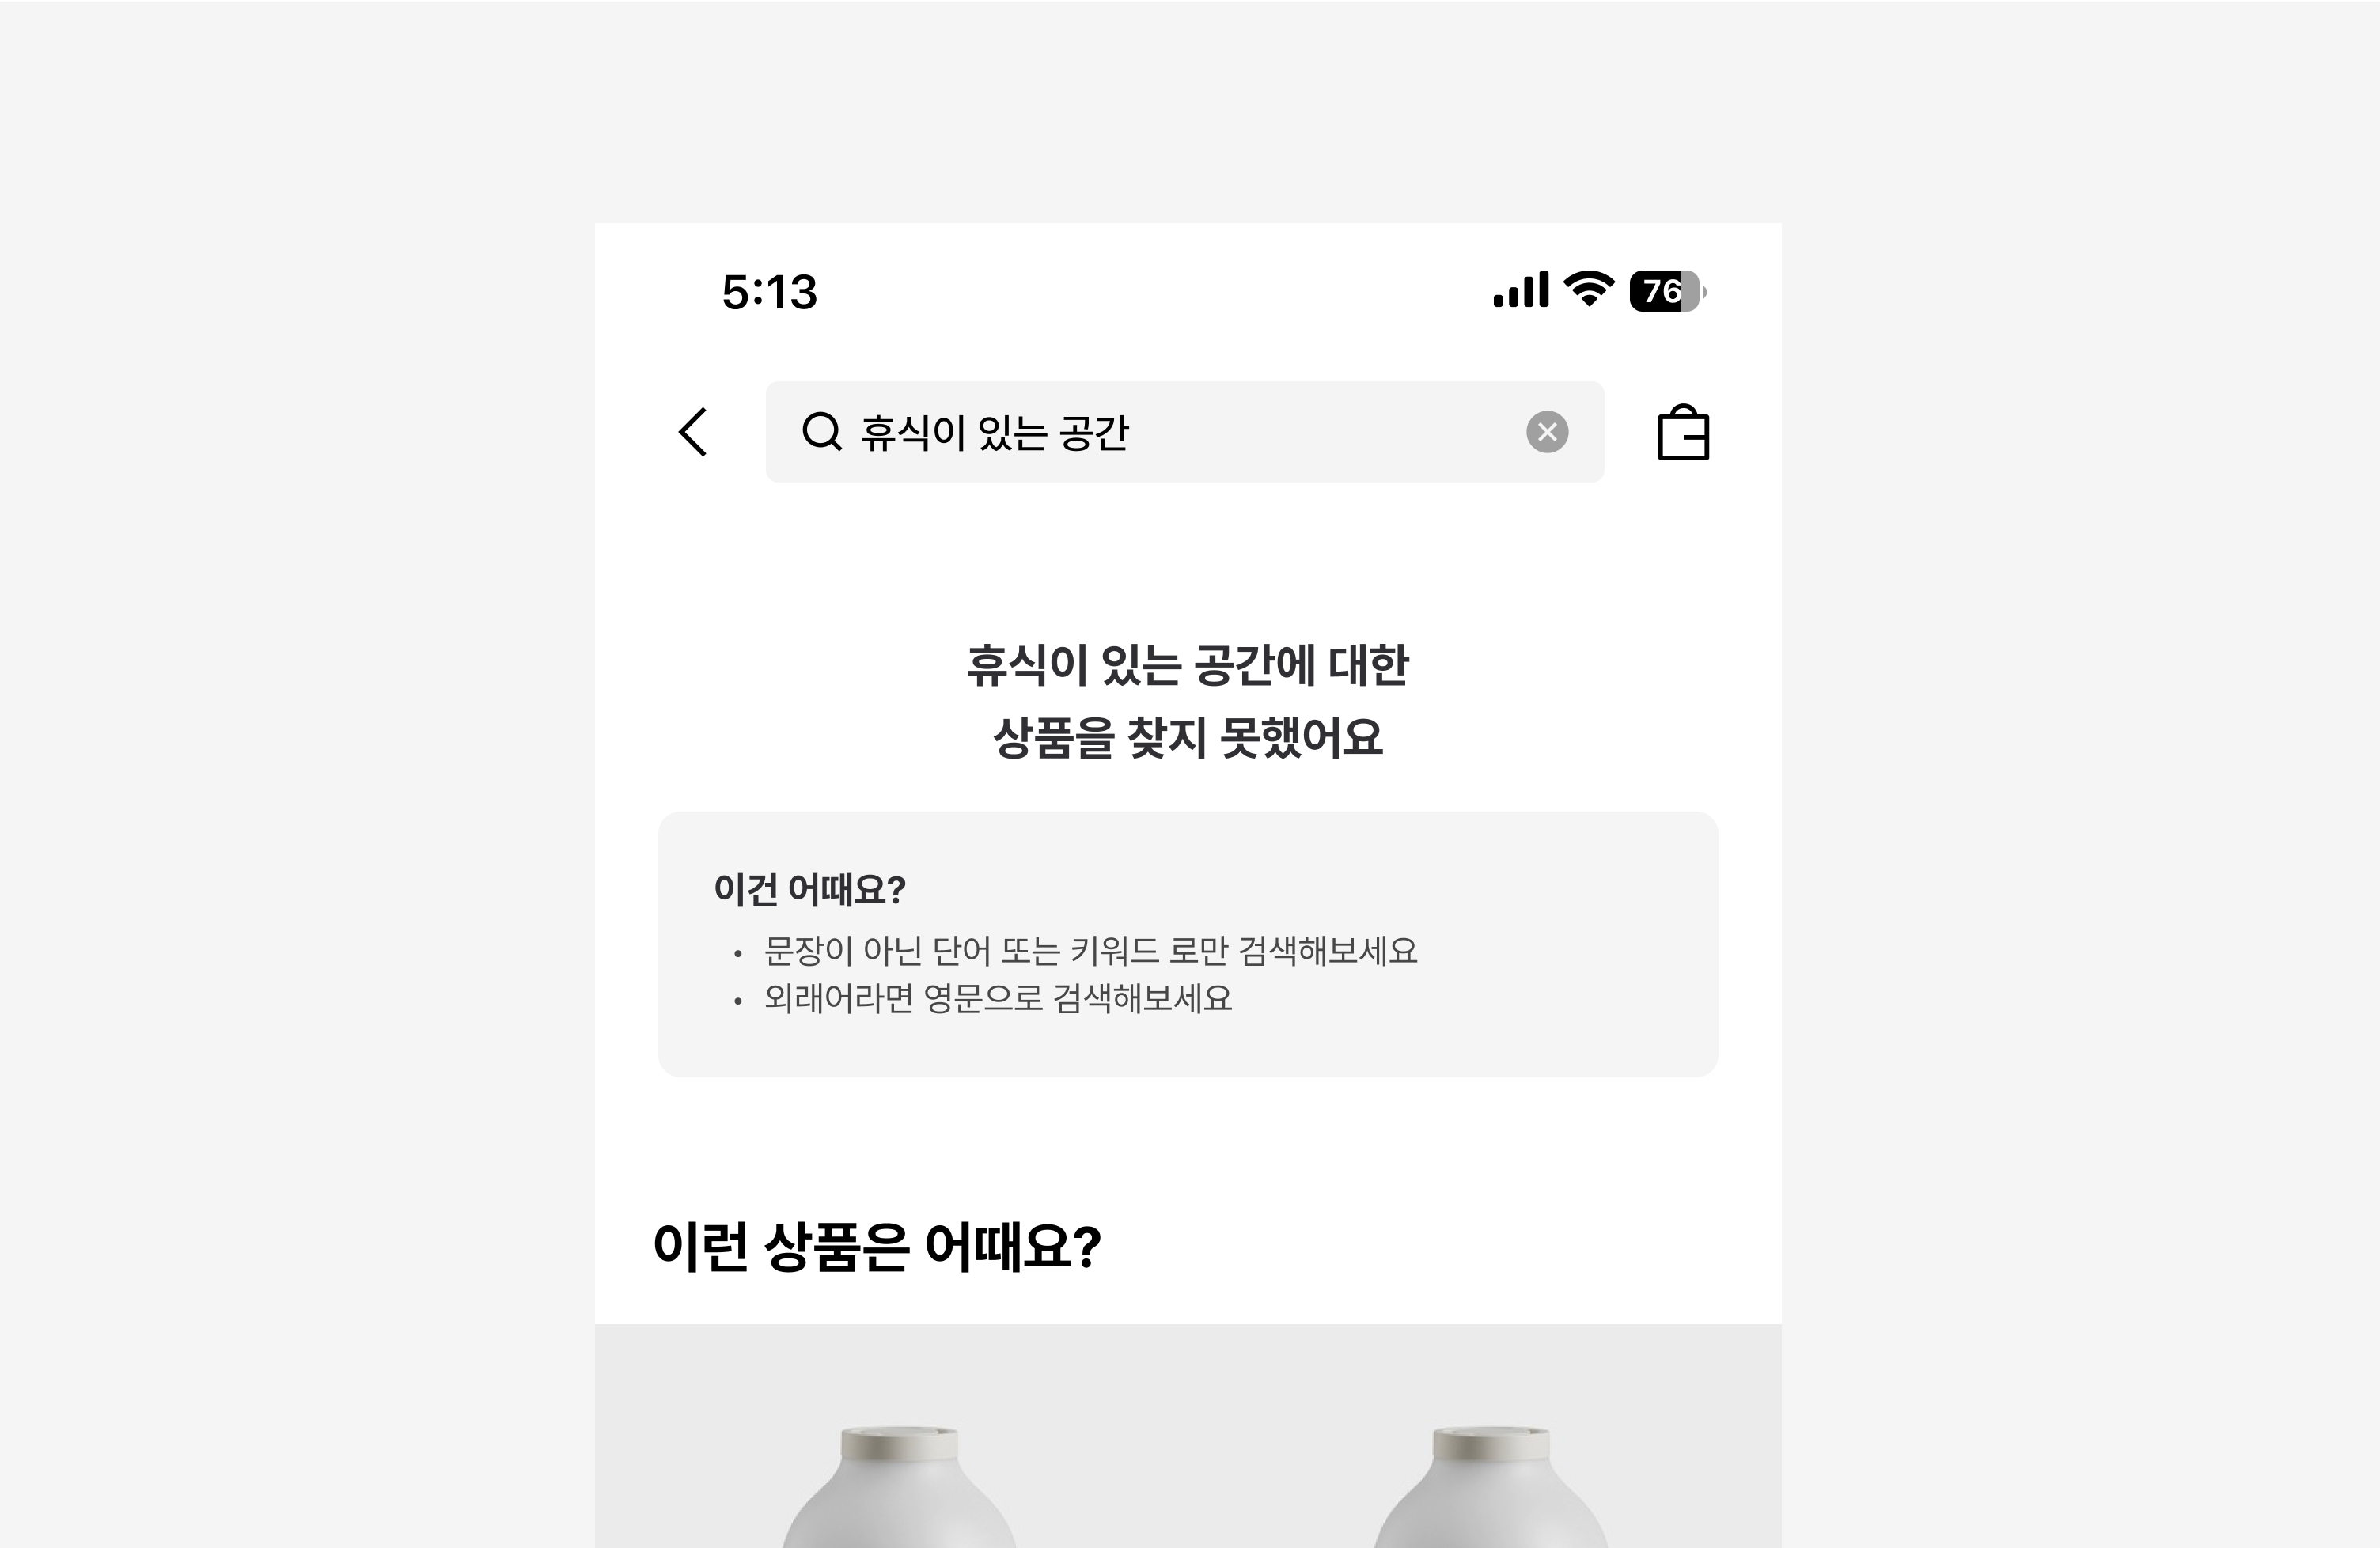 5:13
76
휴식이 있는 공간
휴식이 있는 공간에 대한
상품을 찾지 못했어요
이건 어때요?
• 문장이 아닌 단어 또는 키워드 로만 검색해보세요
• 외래어라면 영문으로 검색해보세요
이런 상품은 어때요?